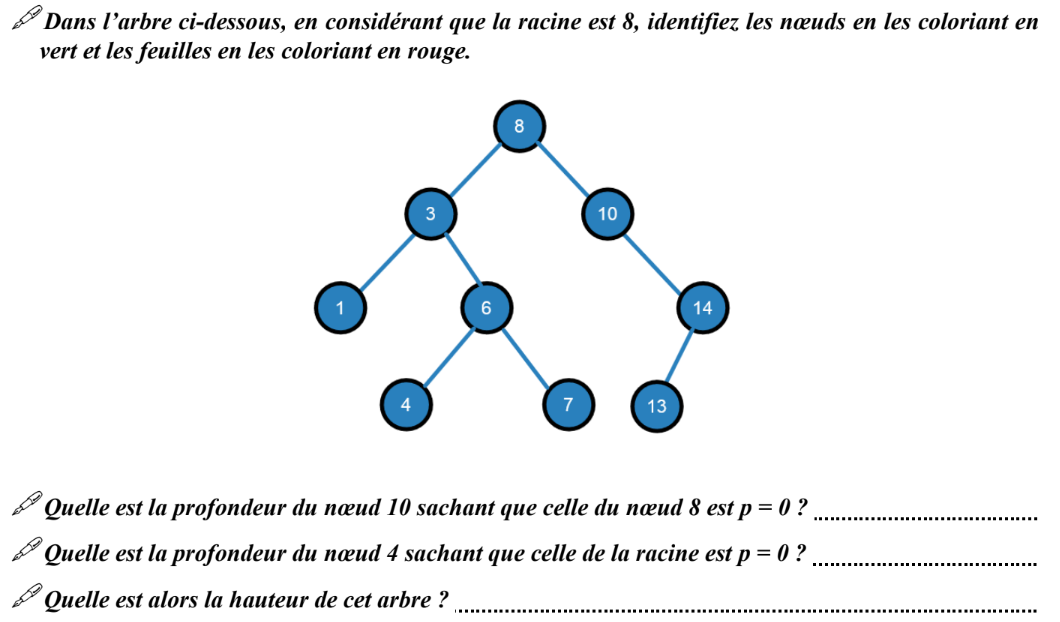 Dans l’arbre ci-dessous, en considérant que la racine est 8, identifiez les nœuds en les coloriant en
vert et les feuilles en les coloriant en rouge.
8
3
10
1
6
14
4
7
13
Quelle est la profondeur du nœud 10 sachant que celle du nœud 8 est p = 0 ?
Quelle est la profondeur du nœud 4 sachant que celle de la racine est p = 0 ?
Quelle est alors la hauteur de cet arbre ?